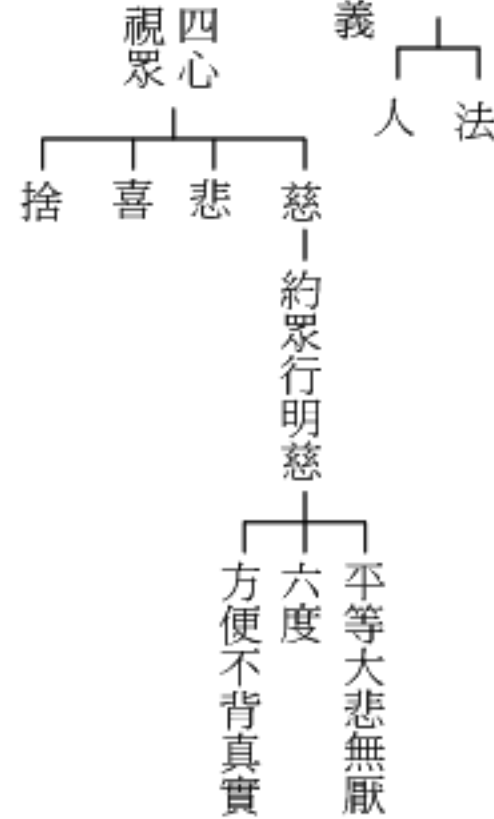 義
法
人
四心
視眾
慈
悲
喜
捨
約眾行明慈
平等大悲無厭
六度
方便不背真實